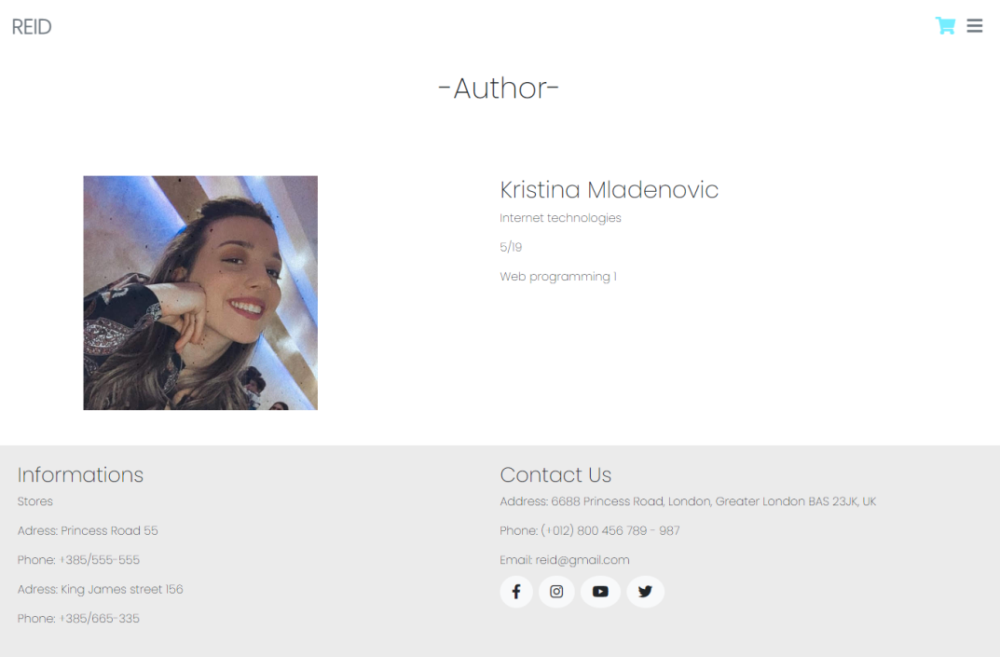 REID
-Author-
Kristina Mladenovic
Internet technologies
5/19
Web programming 1
Informations
Stores
Adress: Princess Road 55
Phone: +385/555-555
Adress: King James street 156
Phone: +385/665-335
Contact Us
Address: 6688 Princess Road, London, Greater London BAS 23JK, UK
Phone: (+012) 800 456 789 - 987
Email: reid@gmail.com